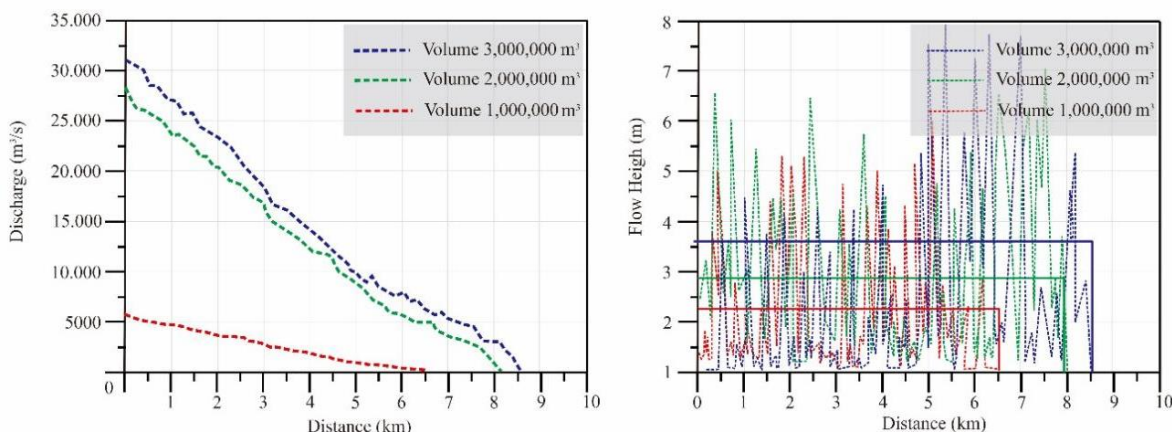 35.000
30.000
25.000
20.000
15.000
10.000
5000
0
1 2 3 4 5 6 7 8 9 10
Discharge (m³/s)
Distance (km)
Volume 3,000,000 m³
Volume 2,000,000 m³
Volume 1,000,000 m³
8
7
6
5
4
3
2
1
0 1 2 3 4 5 6 7 8 9 10
Flow Heigh (m)
Distance (km)
Volume 3,000,000 m³
Volume 2,000,000 m³
Volume 1,000,000 m³